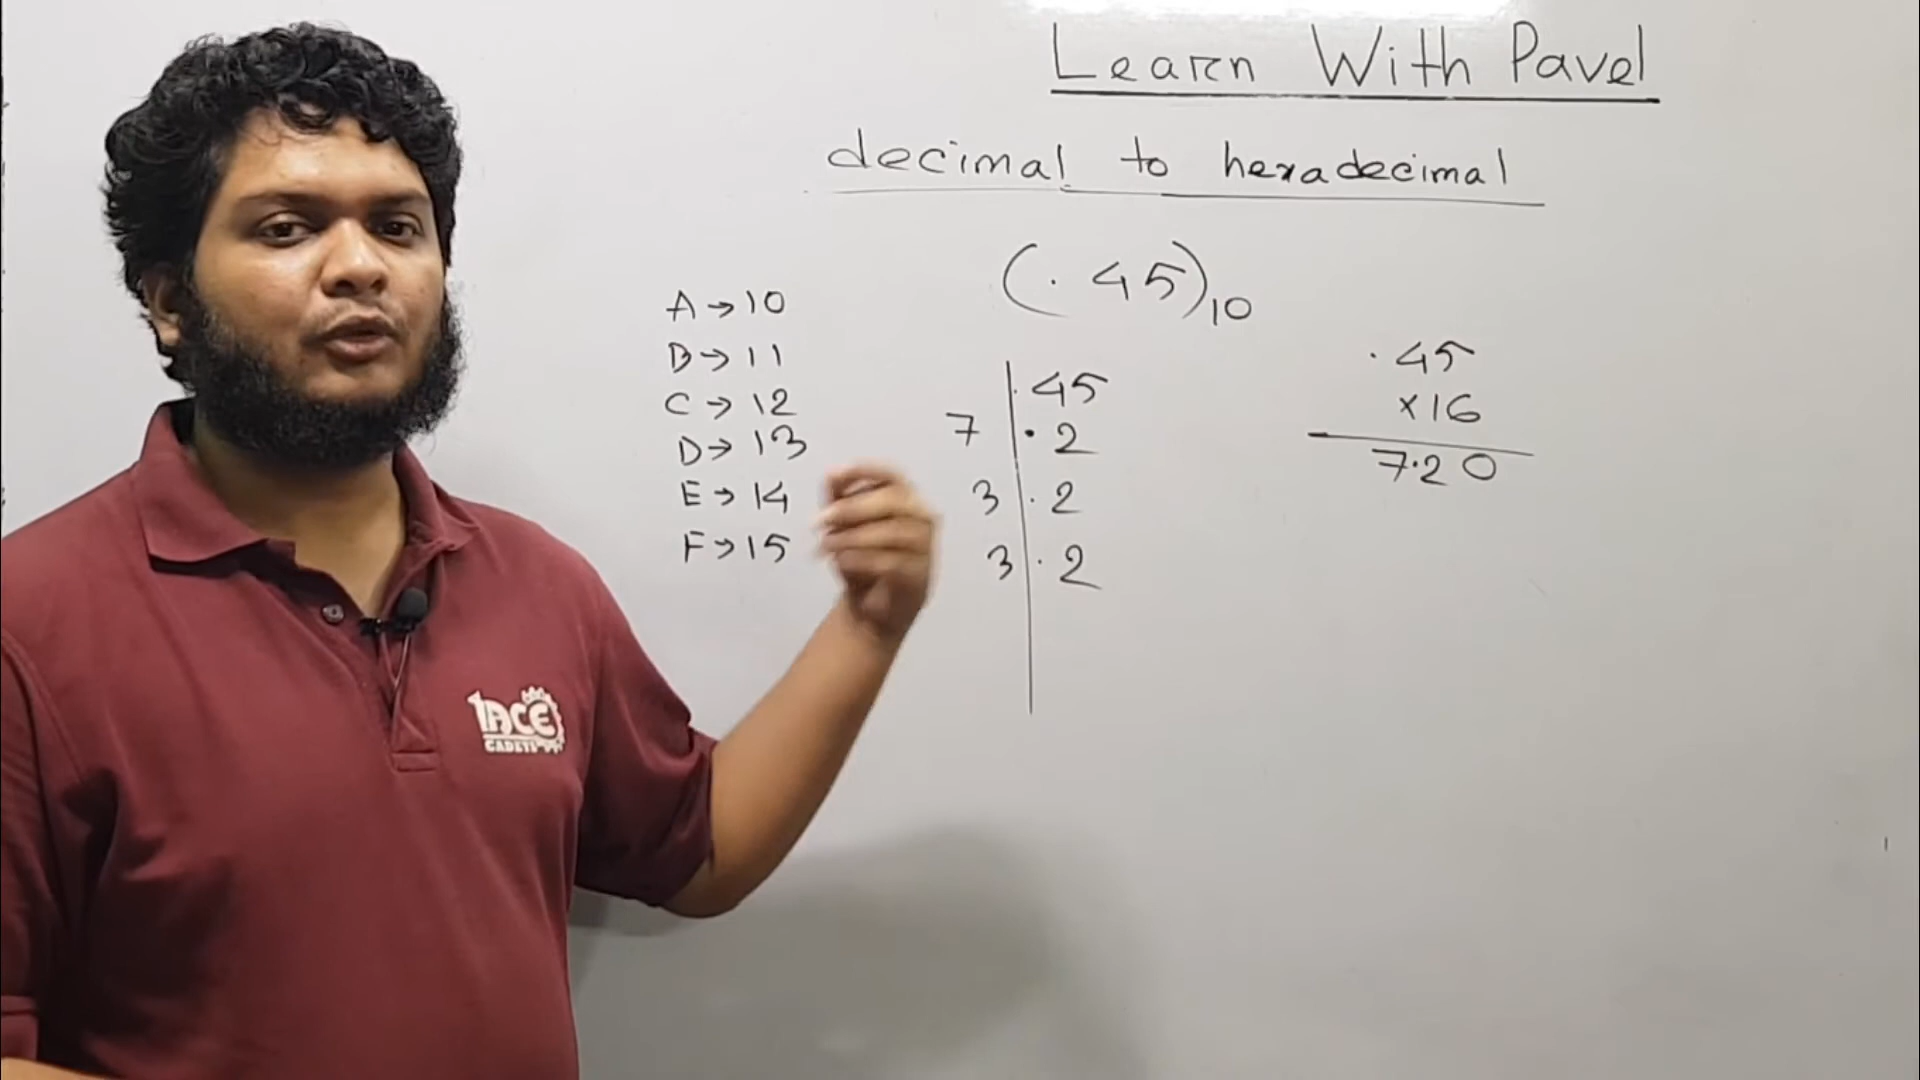 Learn With Pavel
decimal to hexadecimal
(.45)10
A → 10
B → 11
C → 12
D → 13
E → 14
F → 15
.45
7 .2
3 .2
3 .2
.45
×16
7.20
ACE